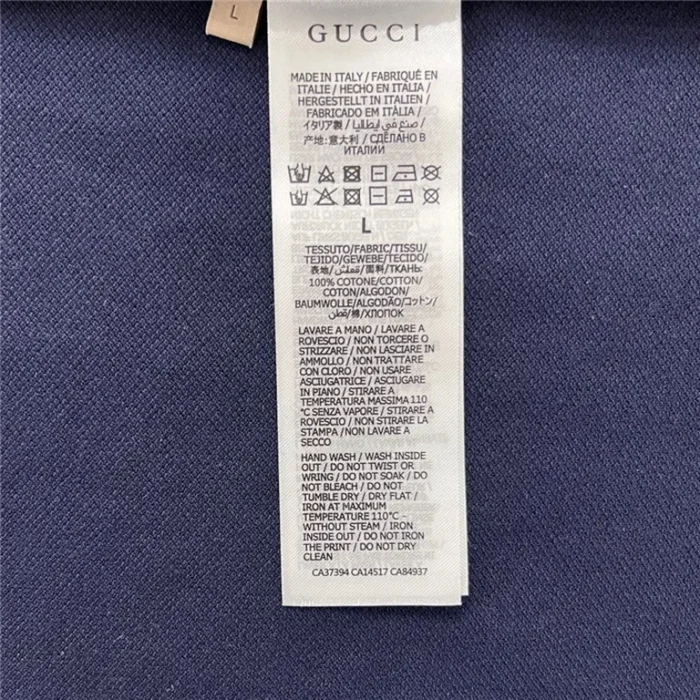 L
GUCCI
MADE IN ITALY / FABRIQUÉ EN
ITALIE / HECHO EN ITALIA /
HERGESTELLT IN ITALIEN /
FABRICADO EM ITÁLIA /
イタリア製 / صنع في إيطاليا /
产地: 意大利 / СДЕЛАНО В
ИТАЛИИ
L
TESSUTO/FABRIC/TISSU/
TEJIDO/GEWEBE/TECIDO/
表地/قماش/面料/ТКАНЬ:
100% COTONE/COTTON/
COTON/ALGODON/
BAUMWOLLE/ALGODÃO/コットン/
قطن/棉/ХЛОПОК
LAVARE A MANO / LAVARE A
ROVESCIO / NON TORCERE O
STRIZZARE / NON LASCIARE IN
AMMOLLO / NON TRATTARE
CON CLORO / NON USARE
ASCIUGATRICE / ASCIUGARE
IN PIANO / STIRARE A
TEMPERATURA MASSIMA 110
°C SENZA VAPORE / STIRARE A
ROVESCIO / NON STIRARE LA
STAMPA /NON LAVARE A
SECCO
HAND WASH / WASH INSIDE
OUT / DO NOT TWIST OR
WRING / DO NOT SOAK / DO
NOT BLEACH / DO NOT
TUMBLE DRY / DRY FLAT /
IRON AT MAXIMUM
TEMPERATURE 110°C -
WITHOUT STEAM / IRON
INSIDE OUT / DO NOT IRON
THE PRINT / DO NOT DRY
CLEAN
CA37394 CA14517 CA84937